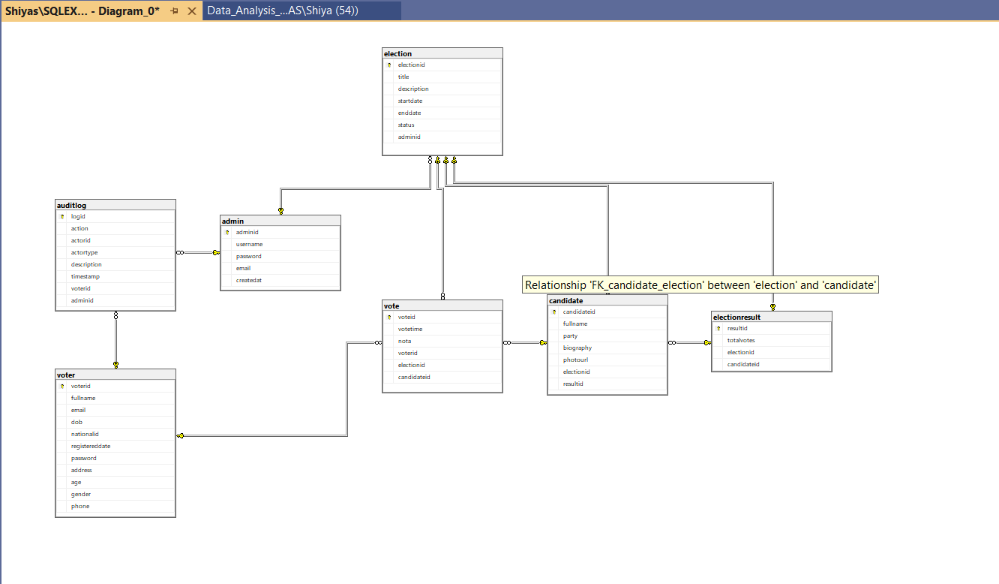 Shiyas\SQLEX... - Diagram_0*
Data_Analysis_...AS\Shiya (54))
election
electionid
title
description
startdate
enddate
status
adminid
auditlog
logid
action
actorid
actortype
description
timestamp
voterid
adminid
admin
adminid
username
password
email
createdat
Relationship 'FK_candidate_election' between 'election' and 'candidate'
vote
voteid
votetime
nota
voterid
electionid
candidateid
candidate
candidateid
fullname
party
biography
photourl
electionid
resultid
electionresult
resultid
totalvotes
electionid
candidateid
voter
voterid
fullname
email
dob
nationalid
registereddate
password
address
age
gender
phone